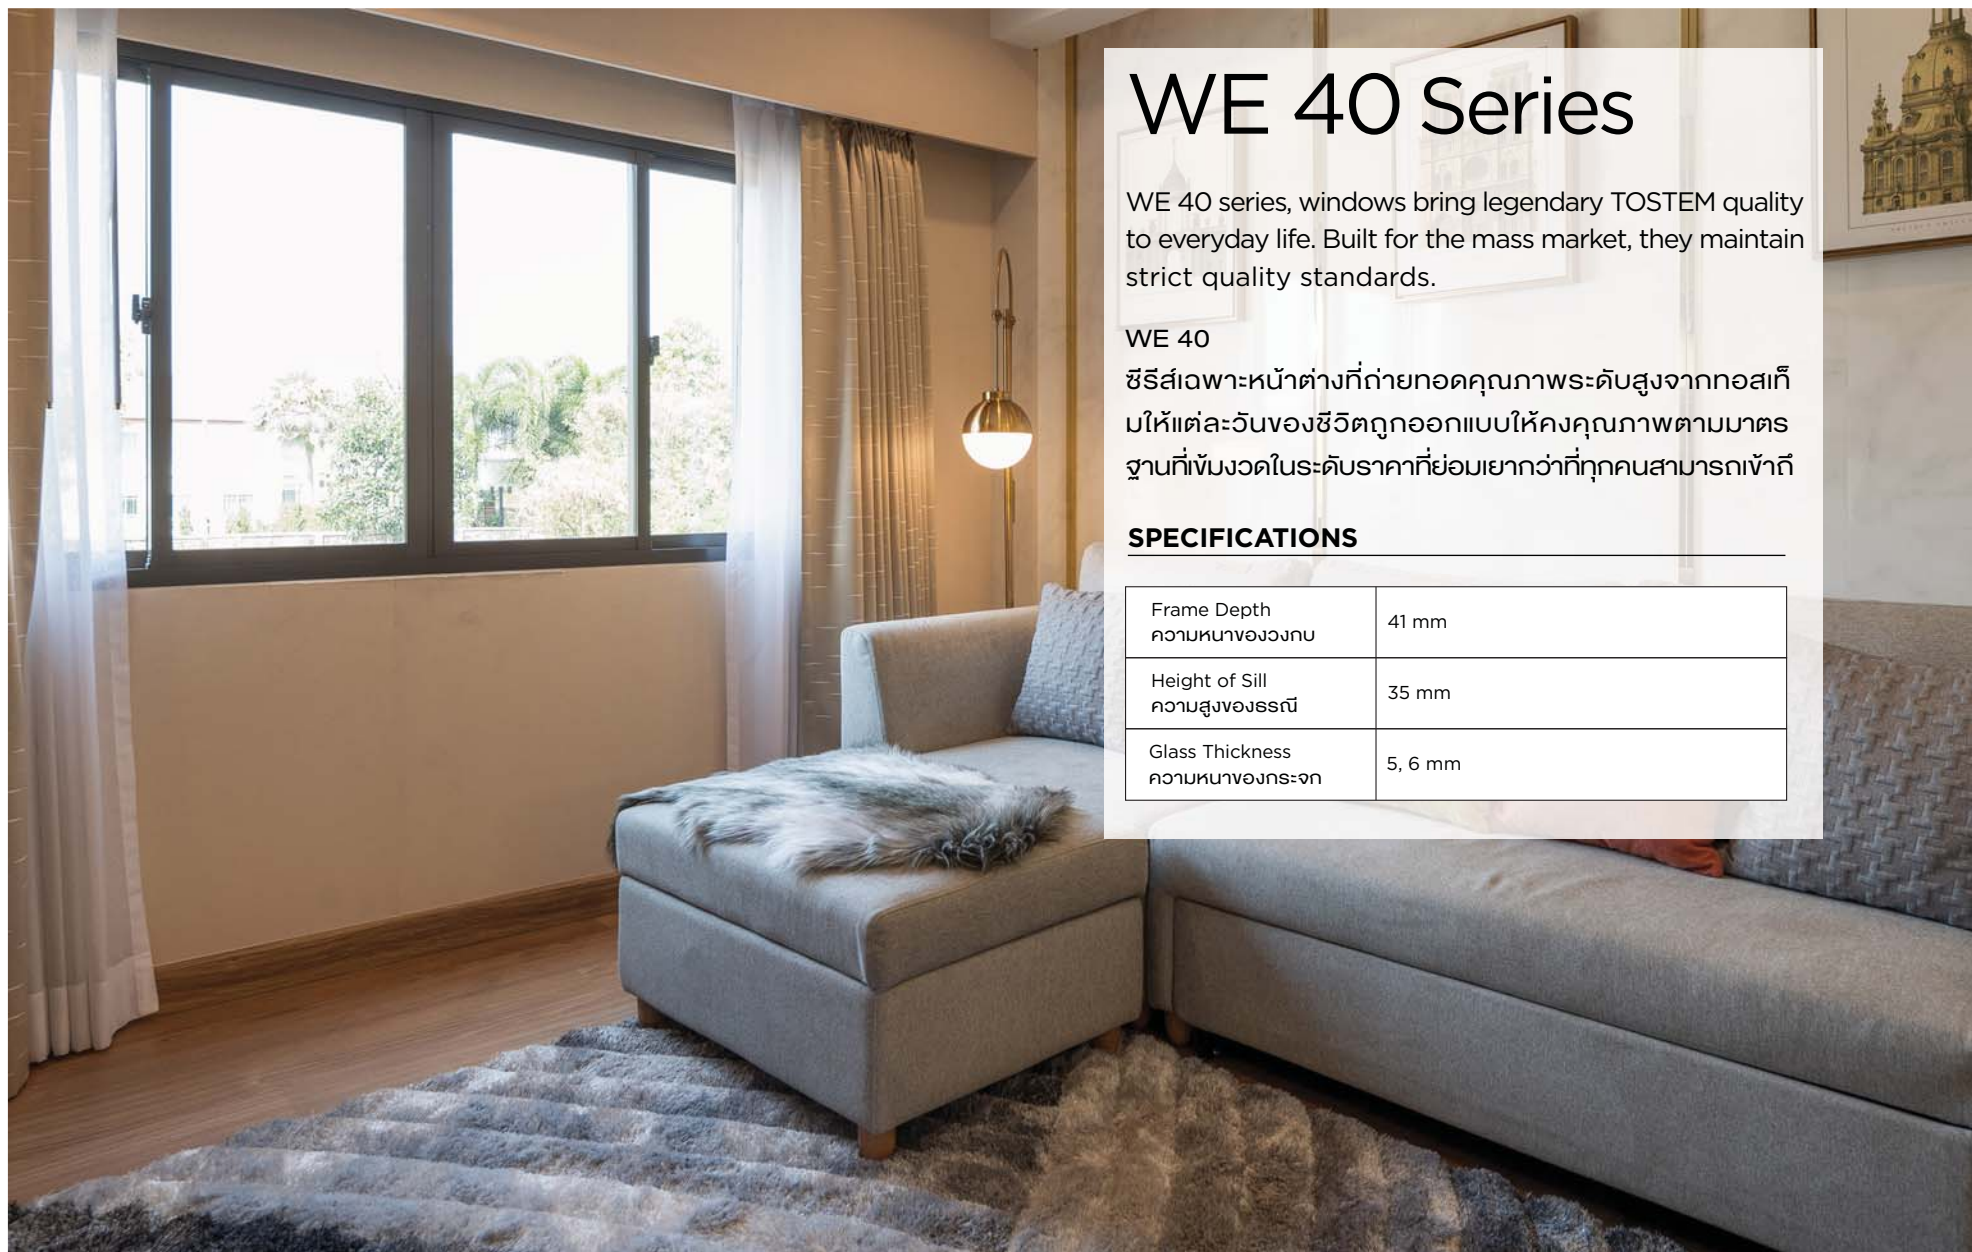 WE 40 Series
WE 40 series, windows bring legendary TOSTEM quality
to everyday life. Built for the mass market, they maintain
strict quality standards.
WE 40
ซีรีส์เฉพาะหน้าต่างที่ถ่ายทอดคุณภาพระดับสูงจากทอสเท็
มให้แต่ละวันของชีวิตถูกออกแบบให้คงคุณภาพตามมาตร
ฐานที่เข้มงวดในระดับราคาที่ย่อมเยากว่าที่ทุกคนสามารถเข้าถึ
SPECIFICATIONS
Frame Depth
ความหนาของวงกบ
41 mm
Height of Sill
ความสูงของธรณี
35 mm
Glass Thickness
ความหนาของกระจก
5, 6 mm